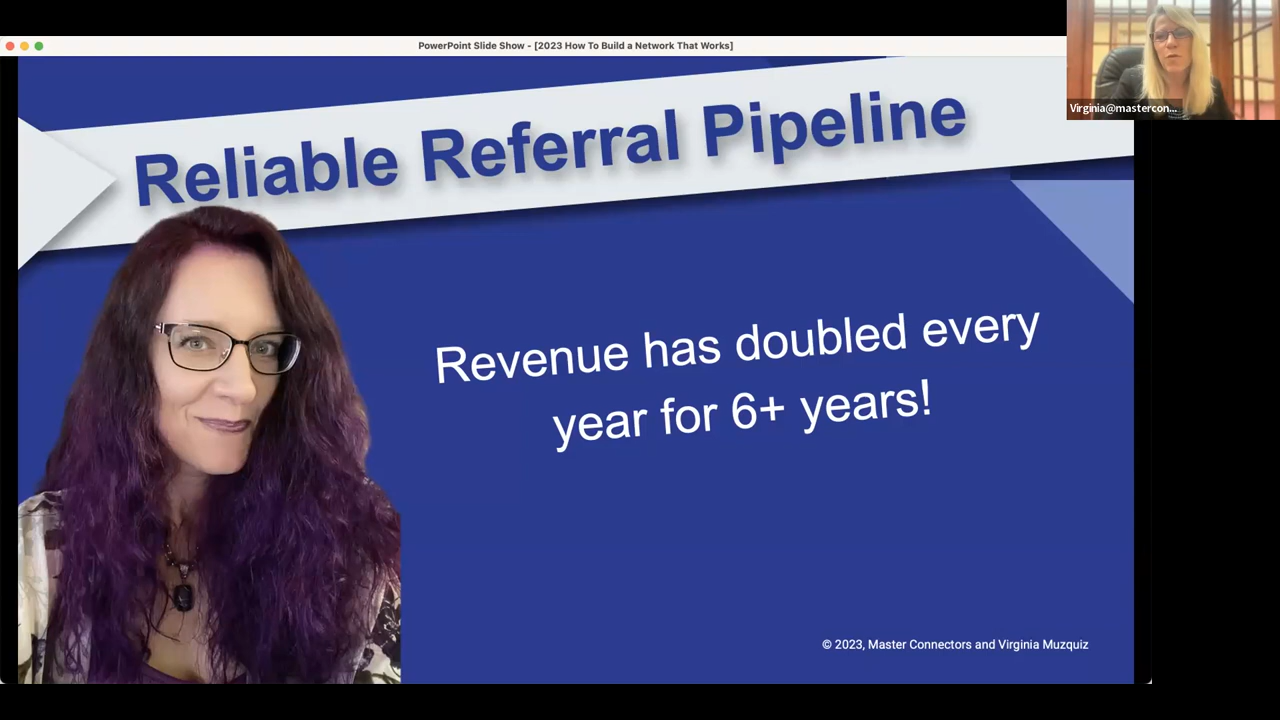 PowerPoint Slide Show - [2023 How To Build a Network That Works]
Virginia@mastercon...
Reliable Referral Pipeline
Revenue has doubled every
year for 6+ years!
© 2023, Master Connectors and Virginia Muzquiz